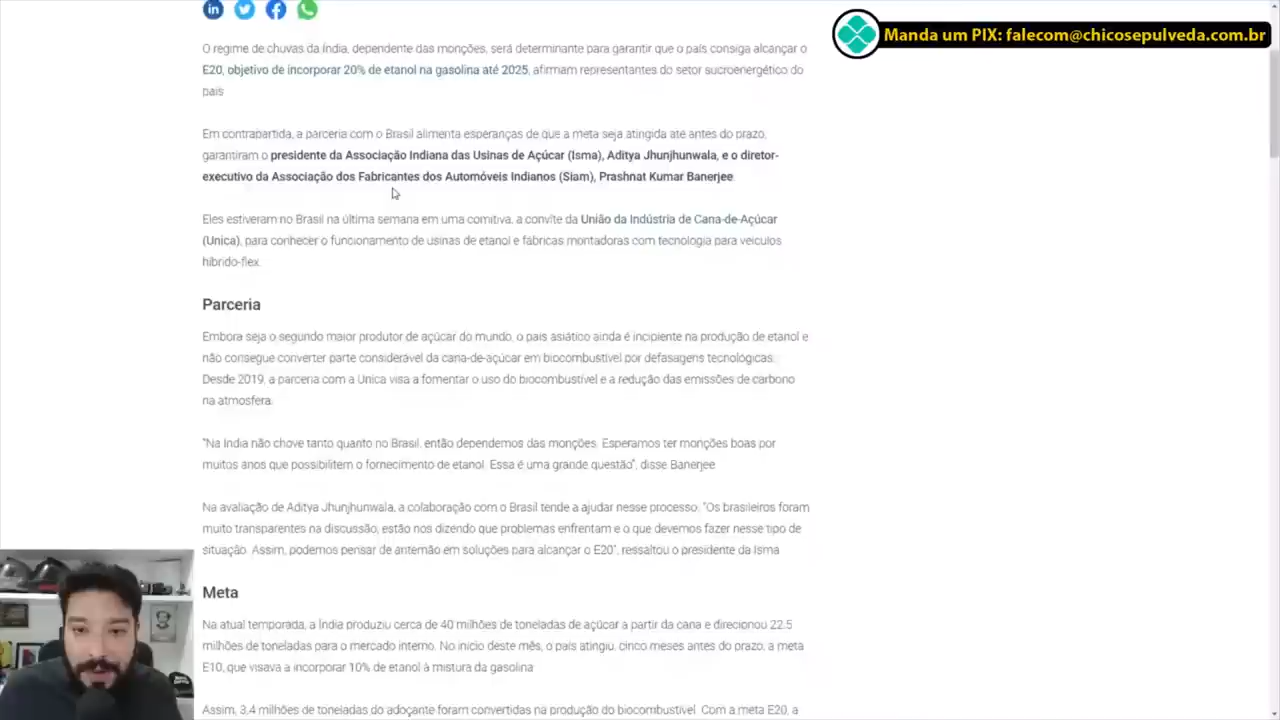 Manda um PIX: falecom@chicosepulveda.com.br
O regime de chuvas da Índia, dependente das monções, será determinante para garantir que o país consiga alcançar o
E20, objetivo de incorporar 20% de etanol na gasolina até 2025, afirmam representantes do setor sucroenergético do
país
Em contrapartida, a parceria com o Brasil alimenta esperanças de que a meta seja atingida até antes do prazo,
garantiram o presidente da Associação Indiana das Usinas de Açúcar (Isma), Aditya Jhunjhunwala, e o diretor-
executivo da Associação dos Fabricantes dos Automóveis Indianos (Siam), Prashnat Kumar Banerjee.
Eles estiveram no Brasil na última semana em uma comitiva, a convite da União da Indústria de Cana-de-Açúcar
(Unica), para conhecer o funcionamento de usinas de etanol e fábricas montadoras com tecnologia para veículos
híbrido-flex.
Parceria
Embora seja o segundo maior produtor de açúcar do mundo, o país asiático ainda é incipiente na produção de etanol e
não consegue converter parte considerável da cana-de-açúcar em biocombustível por defasagens tecnológicas.
Desde 2019, a parceria com a Unica visa a fomentar o uso do biocombustível e a redução das emissões de carbono
na atmosfera.
“Na Índia não chove tanto quanto no Brasil, então dependemos das monções. Esperamos ter monções boas por
muitos anos que possibilitem o fornecimento de etanol. Essa é uma grande questão”, disse Banerjee
Na avaliação de Aditya Jhunjhunwala, a colaboração com o Brasil tende a ajudar nesse processo. “Os brasileiros foram
muito transparentes na discussão, estão nos dizendo que problemas enfrentam e o que devemos fazer nesse tipo de
situação. Assim, podemos pensar de antemão em soluções para alcançar o E20”, ressaltou o presidente da Isma
Meta
Na atual temporada, a Índia produziu cerca de 40 milhões de toneladas de açúcar a partir da cana e direcionou 22,5
milhões de toneladas para o mercado interno. No início deste mês, o país atingiu, cinco meses antes do prazo, a meta
E10, que visava a incorporar 10% de etanol à mistura da gasolina
Assim, 3,4 milhões de toneladas do adoçante foram convertidas na produção do biocombustível. Com a meta E20, a